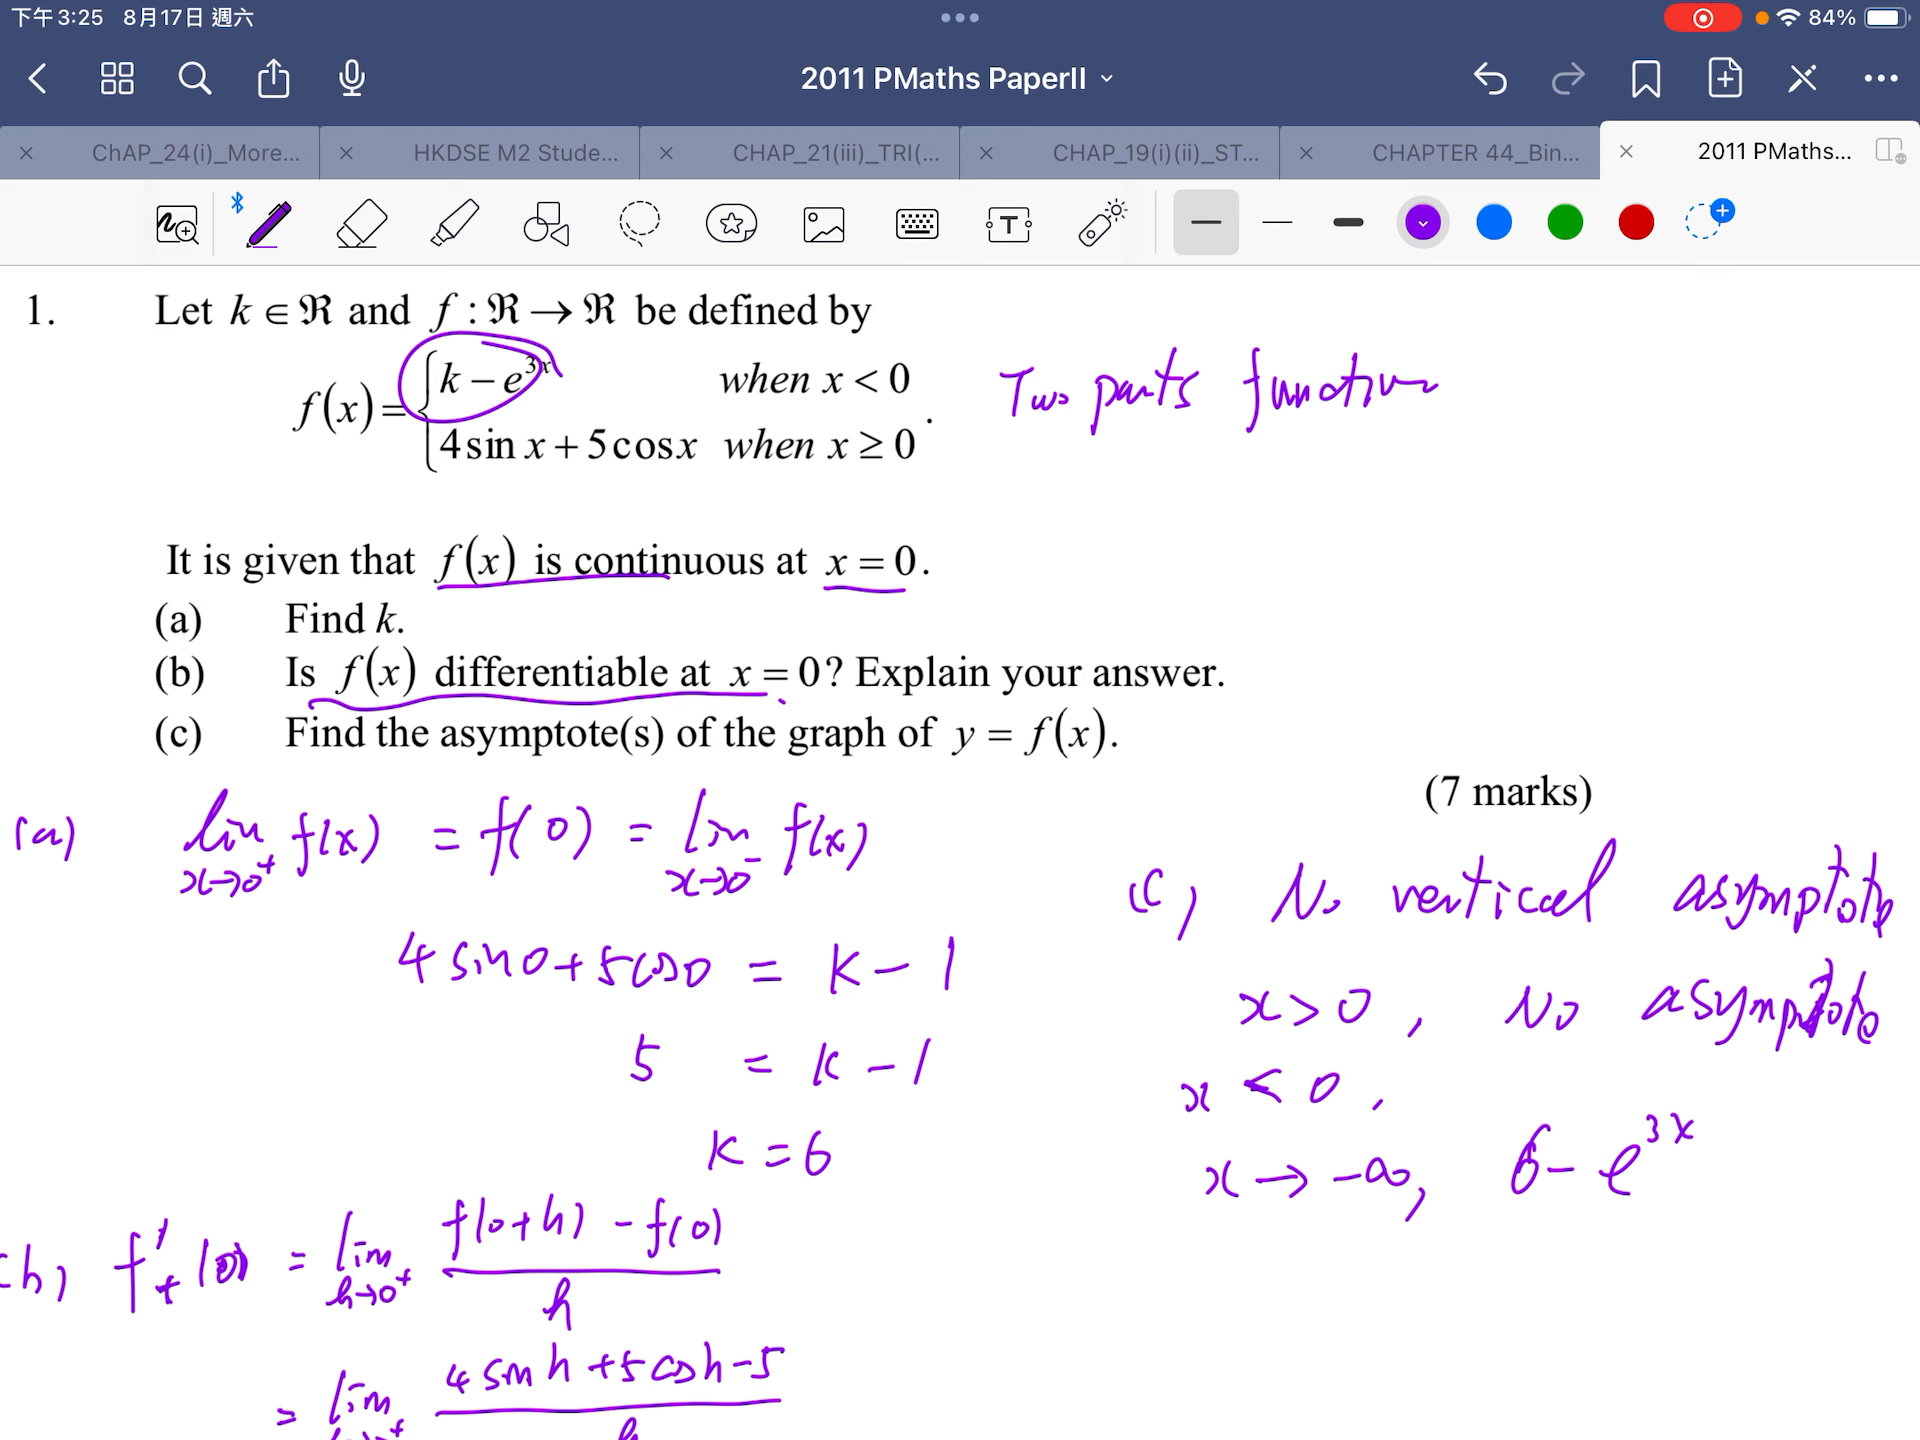 下午3:25 8月17日 週六
84%
2011 PMaths PaperII
ChAP_24(i)_More... HKDSE M2 Stude... CHAP_21(iii)_TRI(... CHAP_19(i)(ii)_ST... CHAPTER 44_Bin... 2011 PMaths...
1. Let k ∈ ℜ and f : ℜ → ℜ be defined by
f(x) = { k − e^{3x} when x < 0
4 sin x + 5 cos x when x ≥ 0 .
Two parts function
It is given that f(x) is continuous at x = 0.
(a) Find k.
(b) Is f(x) differentiable at x = 0? Explain your answer.
(c) Find the asymptote(s) of the graph of y = f(x).
(7 marks)
(a) lim x→0⁺ f(x) = f(0) = lim x→0⁻ f(x)
4 sin 0 + 5 cos 0 = k − 1
5 = k − 1
k = 6
(b) f'₊(0) = lim h→0⁺ (f(0+h) − f(0)) / h
= lim h→0⁺ (4 sin h + 5 cos h − 5) / h
(c) No vertical asymptote
x > 0, No asymptote
x < 0,
x → −∞, 6 − e^{3x}